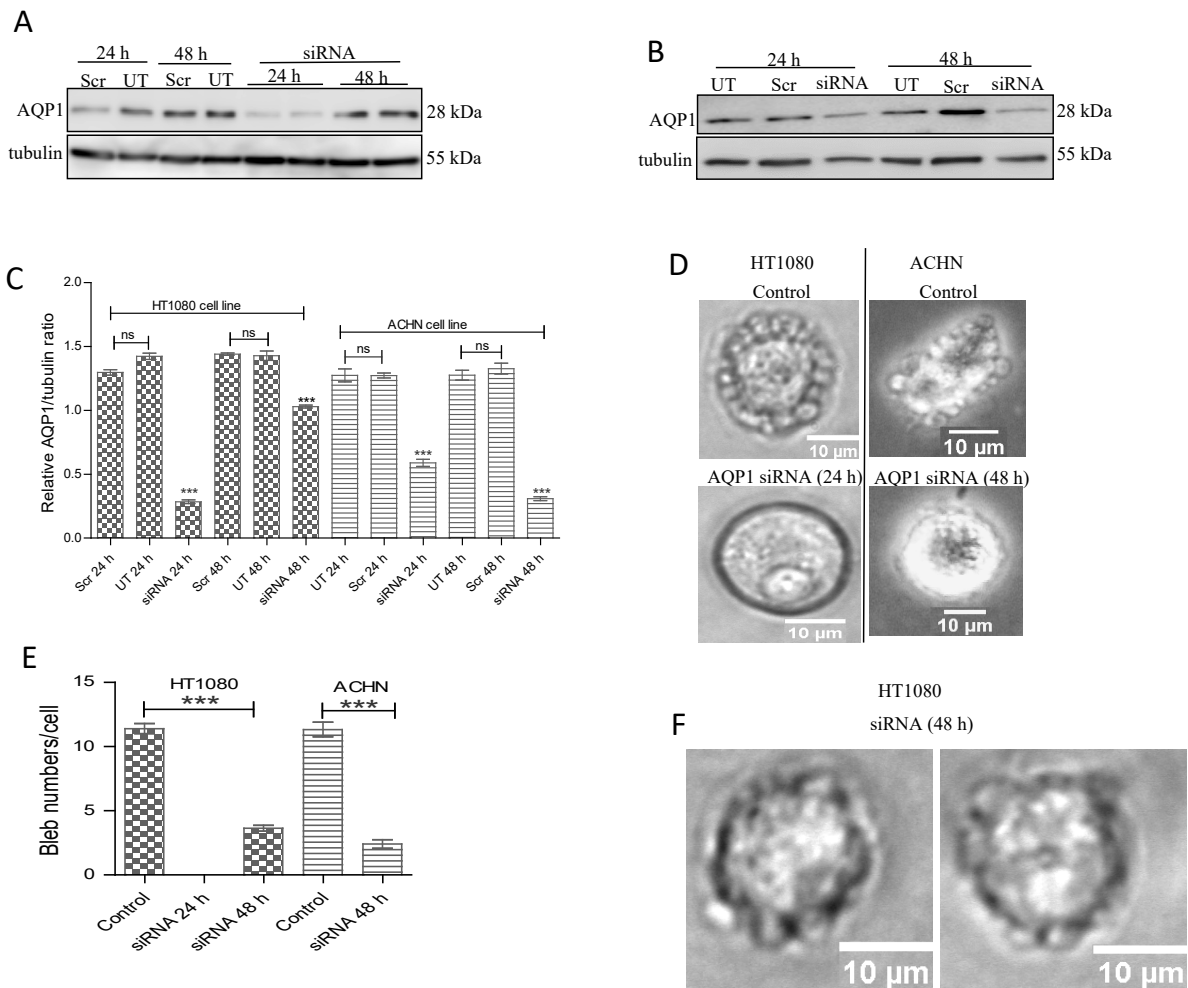 A
24 h 48 h siRNA
Scr UT Scr UT 24 h 48 h
AQP1 28 kDa
tubulin 55 kDa
B
24 h 48 h
UT Scr siRNA UT Scr siRNA
AQP1 28 kDa
tubulin 55 kDa
C
Relative AQP1/tubulin ratio
2.0
1.5
1.0
0.5
0.0
HT1080 cell line
ACHN cell line
ns ns ns ns
*** *** *** ***
Scr 24 h UT 24 h siRNA 24 h Scr 48 h UT 48 h siRNA 48 h UT 24 h Scr 24 h siRNA 24 h UT 48 h Scr 48 h siRNA 48 h
D
HT1080 ACHN
Control Control
10 µm 10 µm
AQP1 siRNA (24 h) AQP1 siRNA (48 h)
10 µm 10 µm
E
Bleb numbers/cell
15
10
5
0
HT1080 ACHN
*** ***
Control siRNA 24 h siRNA 48 h Control siRNA 48 h
HT1080
F siRNA (48 h)
10 µm 10 µm